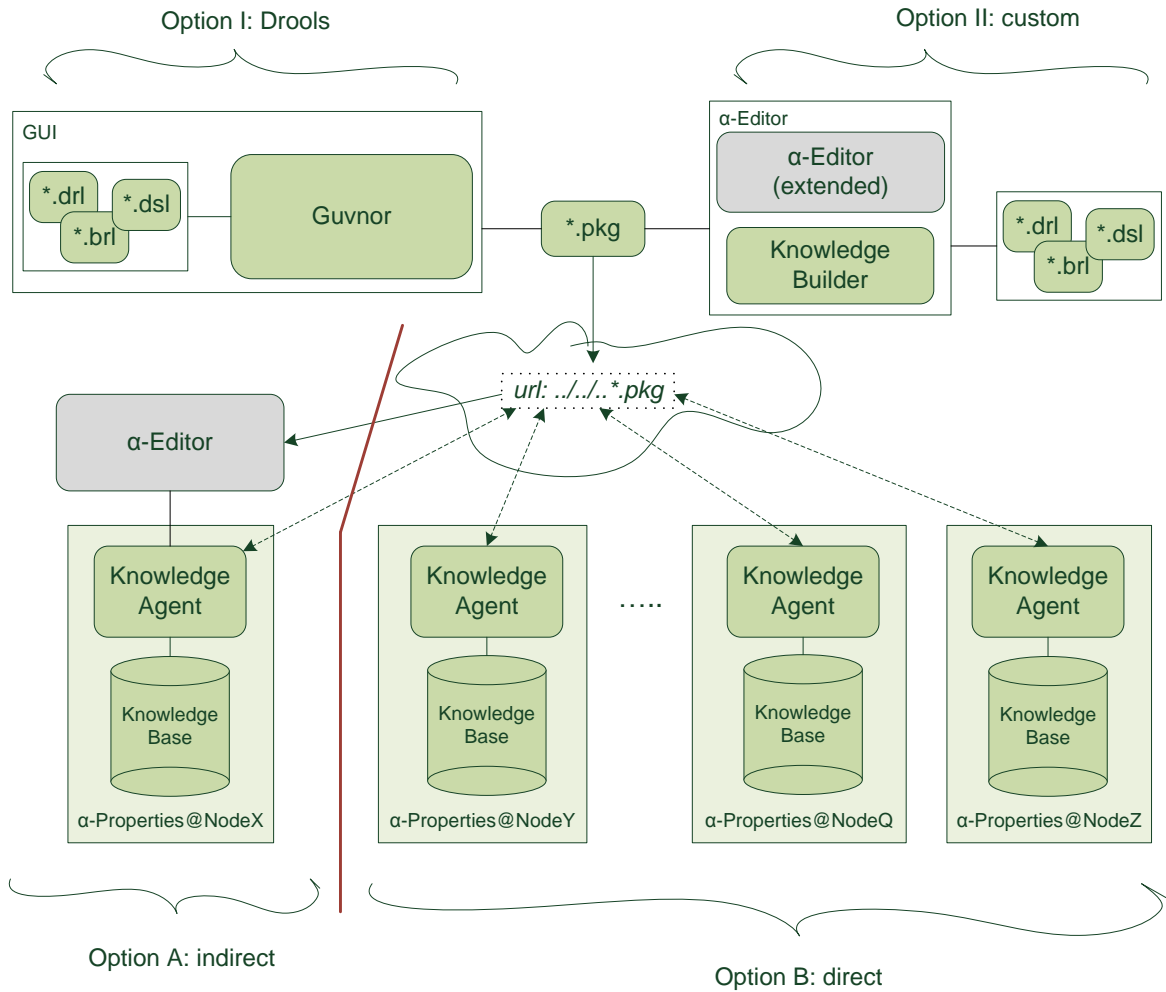 Option I: Drools
Option II: custom
GUI
*.drl
*.dsl
*.brl
Guvnor
*.pkg
α-Editor
α-Editor
(extended)
Knowledge
Builder
*.drl
*.dsl
*.brl
url: ../../..*.pkg
α-Editor
Knowledge
Agent
Knowledge
Base
α-Properties@NodeX
Knowledge
Agent
Knowledge
Base
α-Properties@NodeY
.....
Knowledge
Agent
Knowledge
Base
α-Properties@NodeQ
Knowledge
Agent
Knowledge
Base
α-Properties@NodeZ
Option A: indirect
Option B: direct